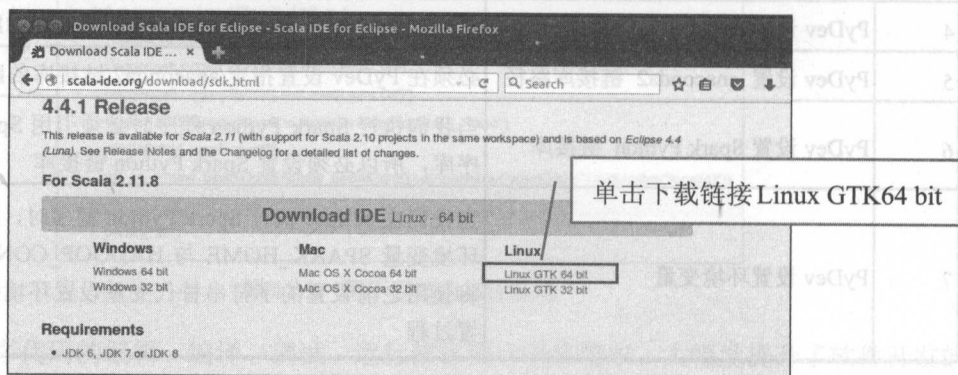 Download Scala IDE for Eclipse - Scala IDE for Eclipse - Mozilla Firefox
Download Scala IDE ...
scala-ide.org/download/sdk.html
Search
4.4.1 Release
This release is available for Scala 2.11 (with support for Scala 2.10 projects in the same workspace) and is based on Eclipse 4.4
(Luna). See Release Notes and the Changelog for a detailed list of changes.
For Scala 2.11.8
单击下载链接Linux GTK64 bit
Download IDE Linux 64 bit
Windows Mac Linux
Windows 64 bit Mac OS X Cocoa 64 bit Linux GTK 64 bit
Windows 32 bit Mac OS X Cocoa 32 bit Linux GTK 32 bit
Requirements
• JDK 6, JDK 7 or JDK 8